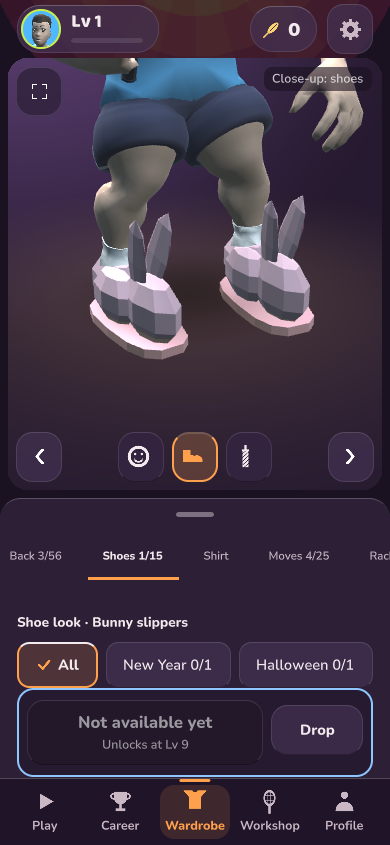 Lv 1
0
Close-up: shoes
Back 3/56
Shoes 1/15
Shirt
Moves 4/25
Shoe look · Bunny slippers
All
New Year 0/1
Halloween 0/1
Not available yet
Unlocks at Lv 9
Drop
Play
Career
Wardrobe
Workshop
Profile